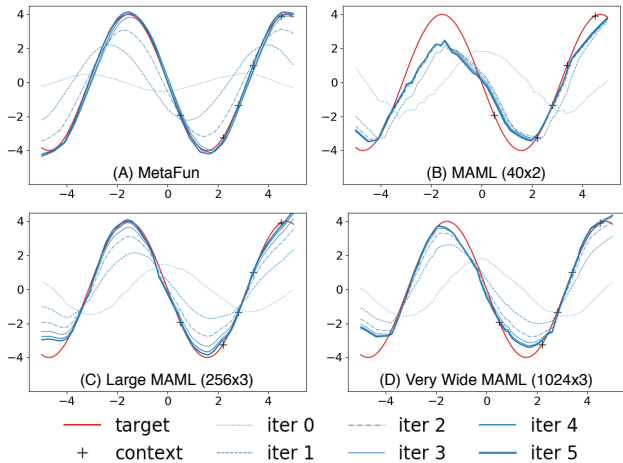 4
2
0
−2
−4
(A) MetaFun
−4 −2 0 2 4
4
2
0
−2
−4
(B) MAML (40x2)
−4 −2 0 2 4
4
2
0
−2
−4
(C) Large MAML (256x3)
−4 −2 0 2 4
4
2
0
−2
−4
(D) Very Wide MAML (1024x3)
−4 −2 0 2 4
target iter 0 iter 2 iter 4
context iter 1 iter 3 iter 5